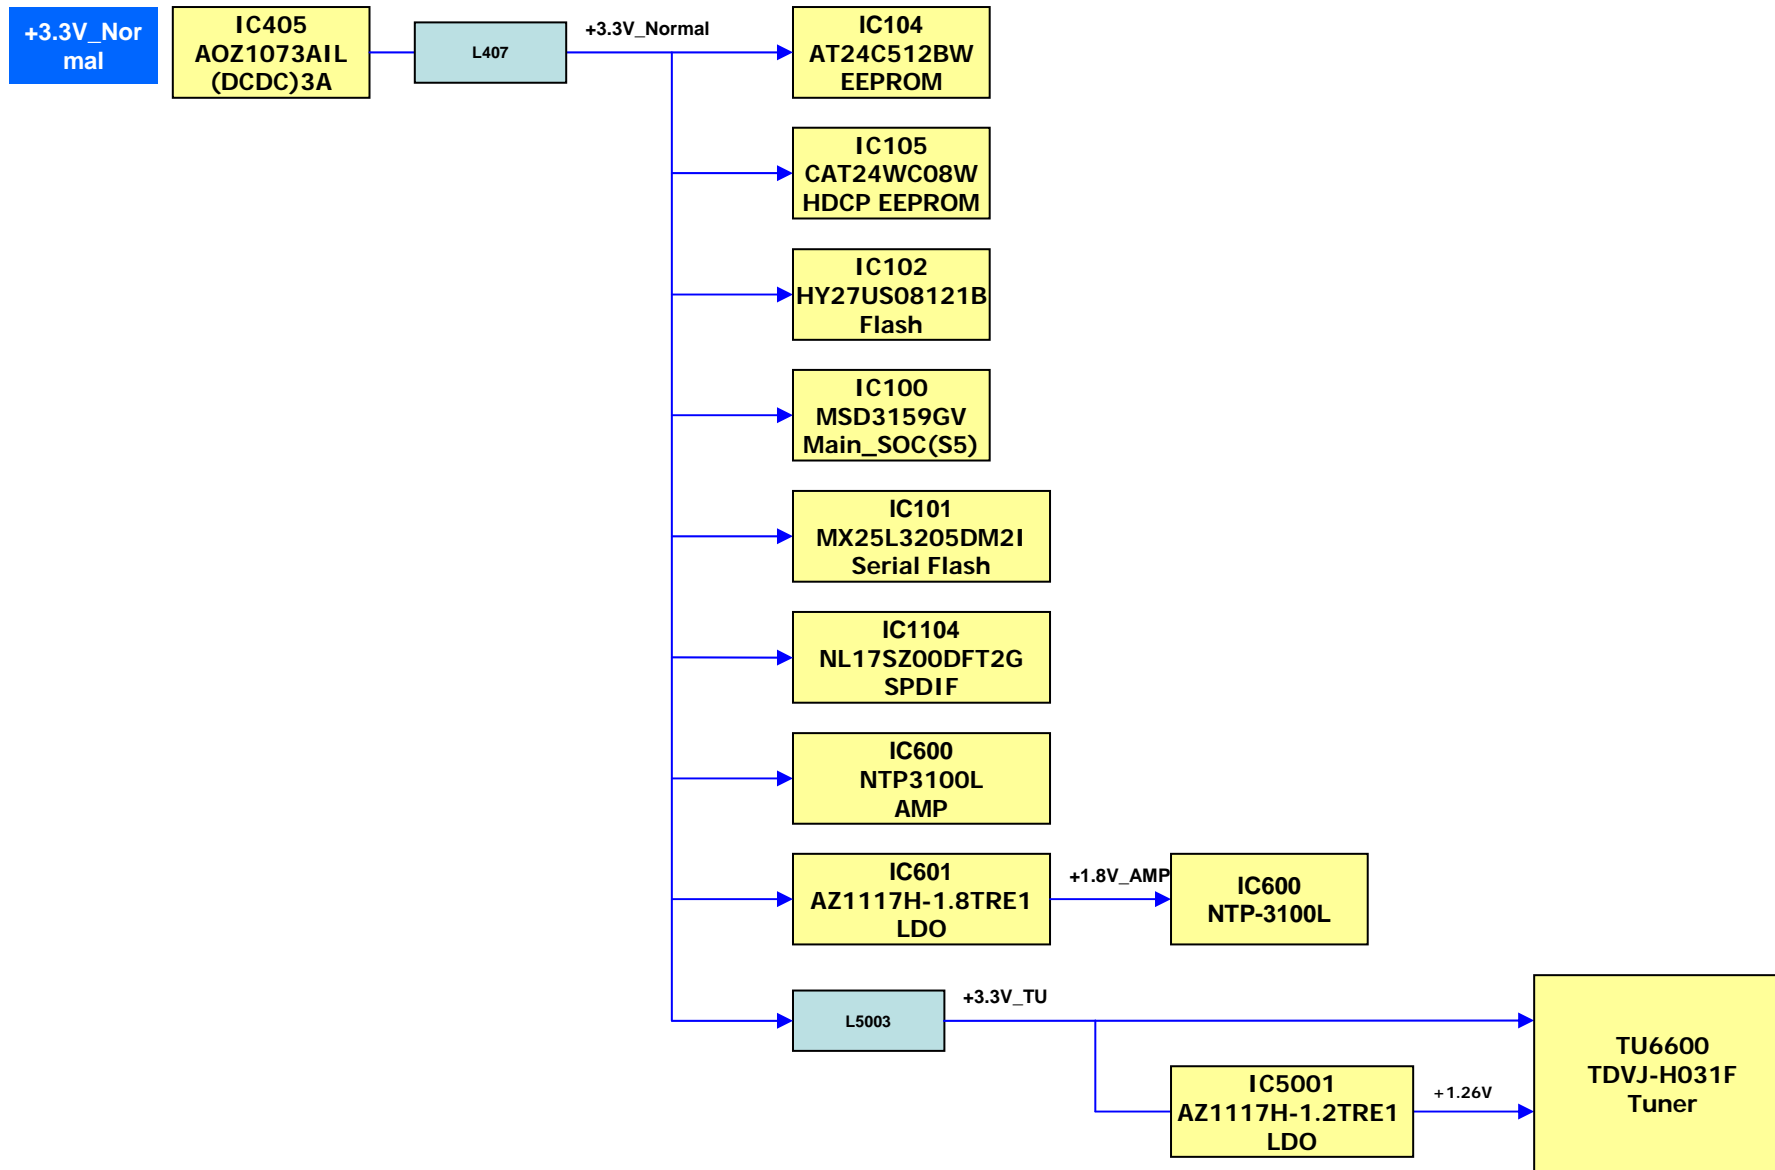 +3.3V_Nor
mal
IC405
AOZ1073AIL
(DCDC)3A
L407
+3.3V_Normal
IC104
AT24C512BW
EEPROM
IC105
CAT24WC08W
HDCP EEPROM
IC102
HY27US08121B
Flash
IC100
MSD3159GV
Main_SOC(S5)
IC101
MX25L3205DM2I
Serial Flash
IC1104
NL17SZ00DFT2G
SPDIF
IC600
NTP3100L
AMP
IC601
AZ1117H-1.8TRE1
LDO
+1.8V_AMP
IC600
NTP-3100L
L5003
+3.3V_TU
IC5001
AZ1117H-1.2TRE1
LDO
+1.26V
TU6600
TDVJ-H031F
Tuner